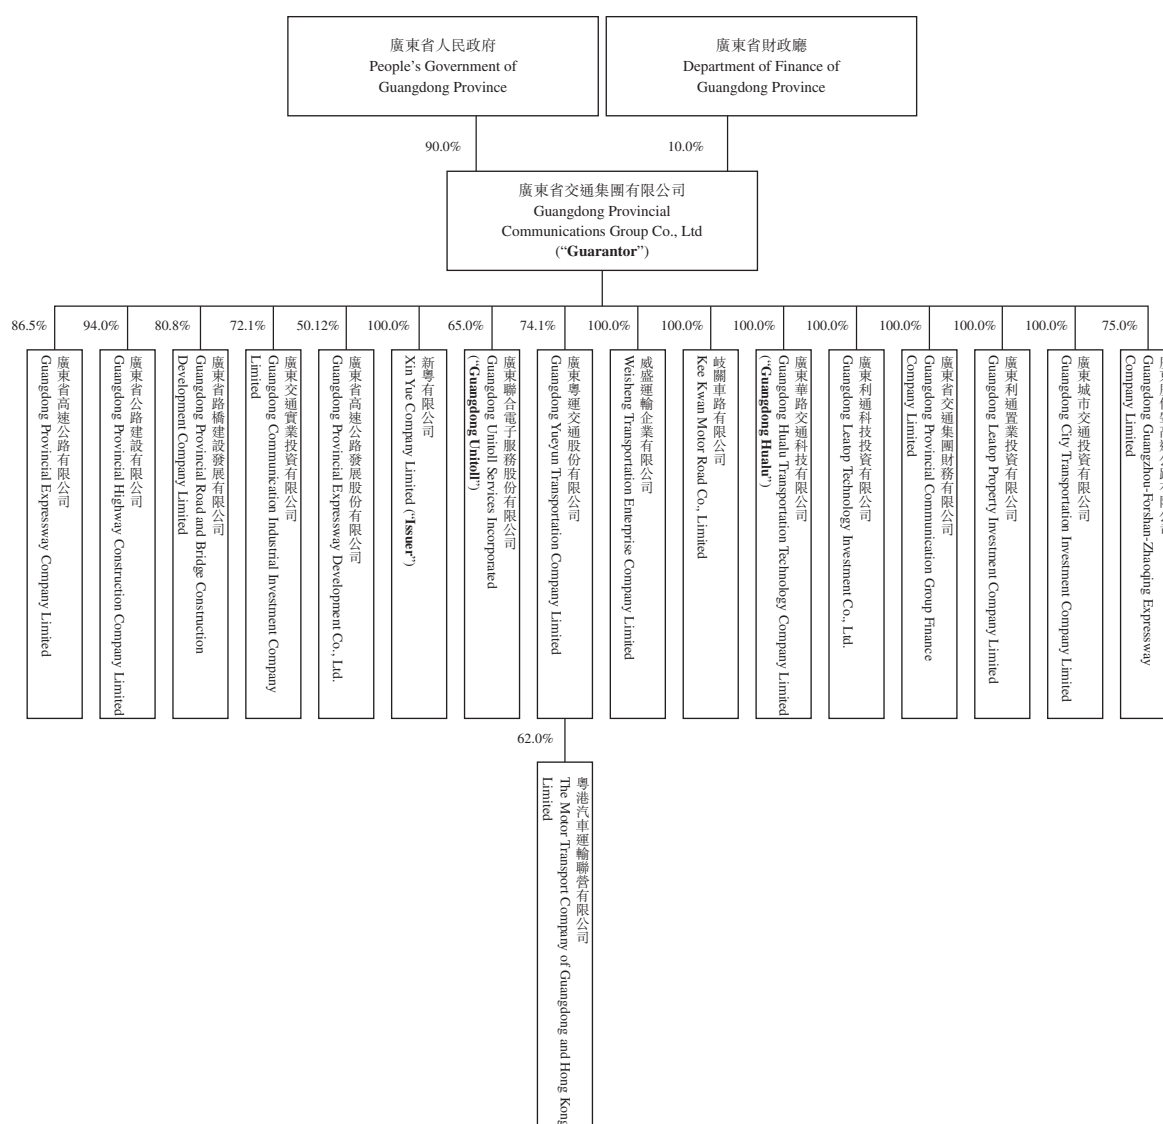 廣東省人民政府
People's Government of
Guangdong Province
廣東省財政廳
Department of Finance of
Guangdong Province
90.0%
10.0%
廣東省交通集團有限公司
Guangdong Provincial
Communications Group Co., Ltd
(“Guarantor”)
86.5%
廣東省高速公路有限公司
Guangdong Provincial Expressway Company Limited
94.0%
廣東省公路建設有限公司
Guangdong Provincial Highway Construction Company Limited
80.8%
廣東省路橋建設發展有限公司
Guangdong Provincial Road and Bridge Construction
Development Company Limited
72.1%
廣東交通實業投資有限公司
Guangdong Communication Industrial Investment Company
Limited
50.12%
廣東省高速公路發展股份有限公司
Guangdong Provincial Expressway Development Co., Ltd.
100.0%
新粵有限公司
Xin Yue Company Limited (“Issuer”)
65.0%
廣東聯合電子服務股份有限公司
Guangdong Unitoll Services Incorporated
(“Guangdong Unitoll”)
74.1%
廣東粵運交通股份有限公司
Guangdong Yueyun Transportation Company Limited
100.0%
威盛運輸企業有限公司
Weisheng Transportation Enterprise Company Limited
100.0%
岐關車路有限公司
Kee Kwan Motor Road Co., Limited
100.0%
廣東華路交通科技有限公司
Guangdong Hualu Transportation Technology Company Limited
(“Guangdong Hualu”)
100.0%
廣東利通科技投資有限公司
Guangdong Leatop Technology Investment Co., Ltd.
100.0%
廣東省交通集團財務有限公司
Guangdong Provincial Communication Group Finance
Company Limited
100.0%
廣東利通置業投資有限公司
Guangdong Leatop Property Investment Company Limited
100.0%
廣東城市交通投資有限公司
Guangdong City Transportation Investment Company Limited
75.0%
Guangdong Guangzhou-Forshan-Zhaoqing Expressway
Company Limited
62.0%
粵港汽車運輸聯營有限公司
The Motor Transport Company of Guangdong and Hong Kong
Limited